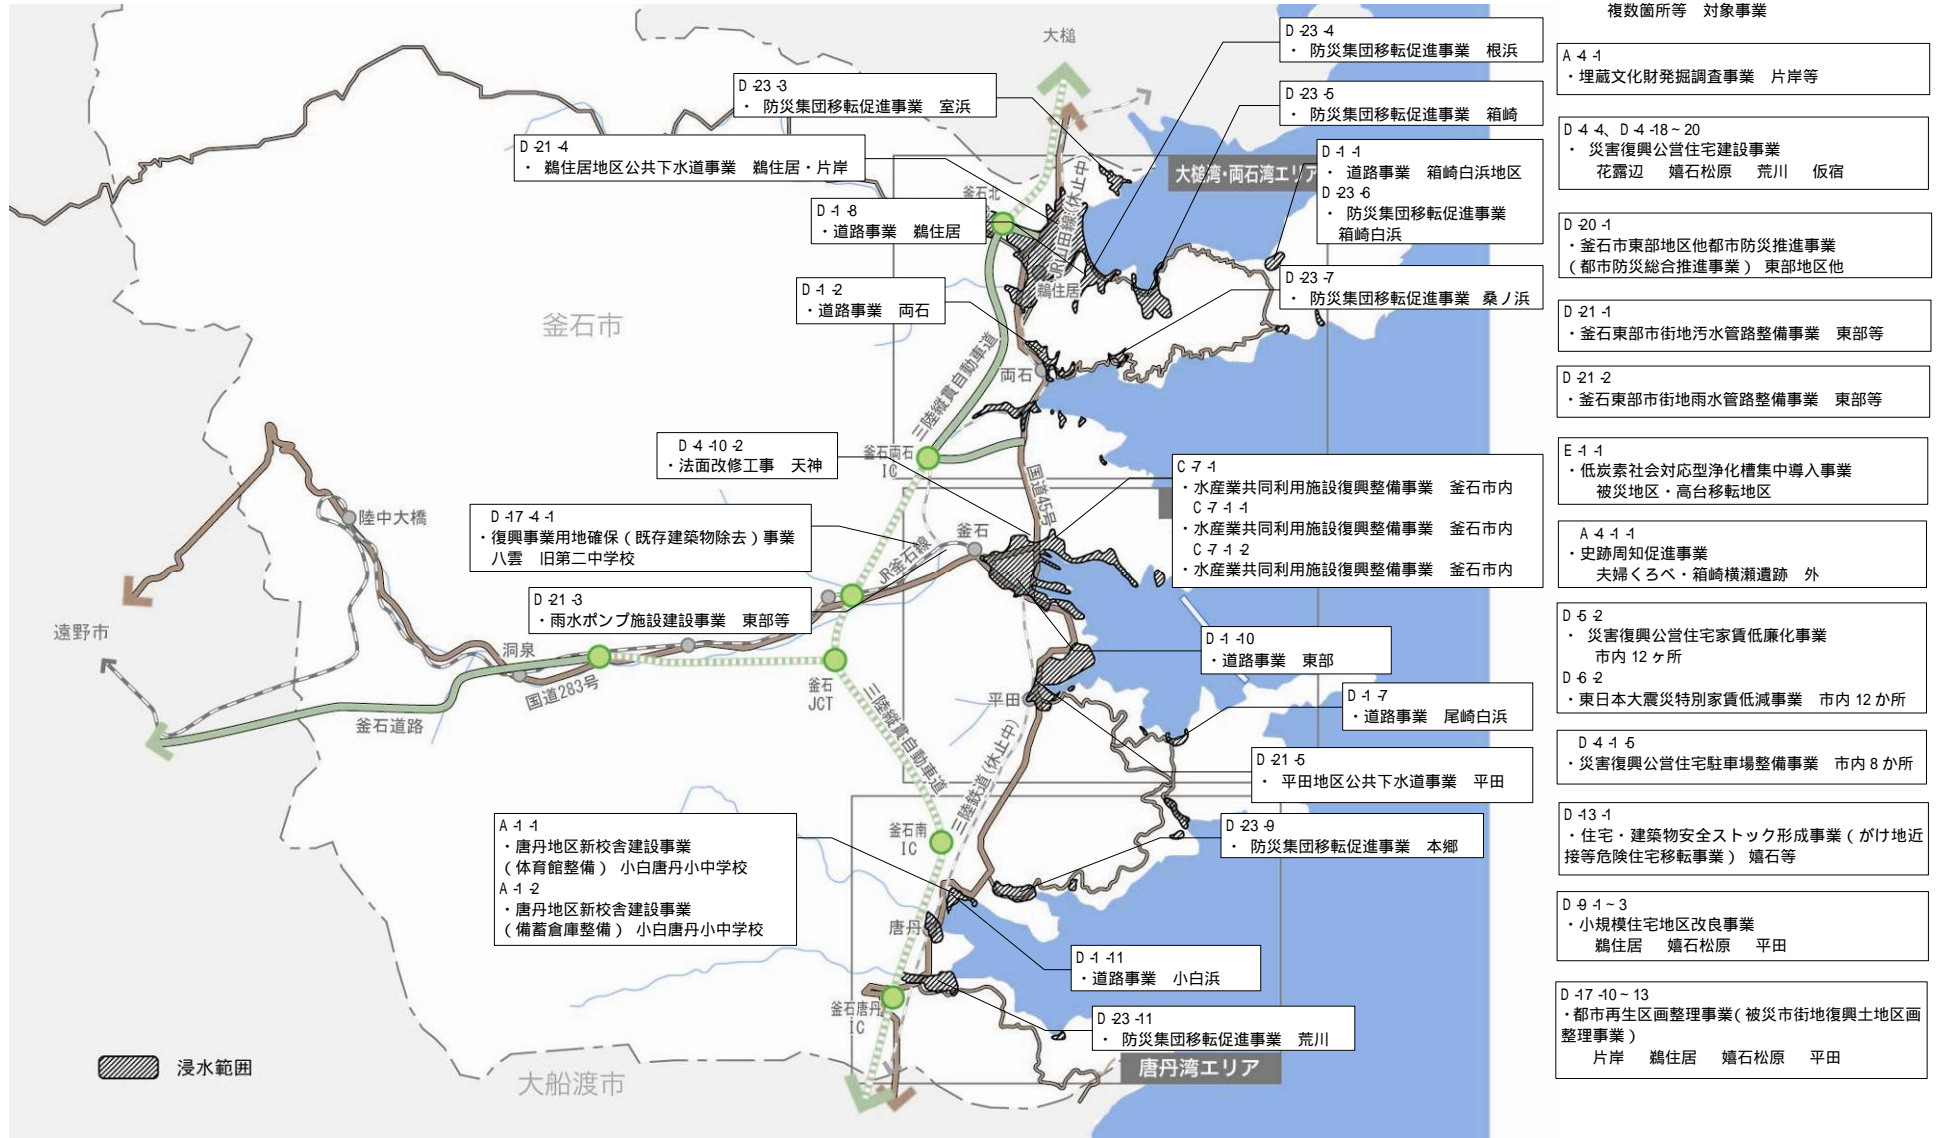 大槌
D-23-4
・ 防災集団移転促進事業 根浜
D-23-3
・ 防災集団移転促進事業 室浜
D-23-5
・ 防災集団移転促進事業 箱崎
D-21-4
・ 鵜住居地区公共下水道事業 鵜住居・片岸
D-1-1
・ 道路事業 箱崎白浜地区
D-23-6
・ 防災集団移転促進事業
箱崎白浜
大槌湾・両石湾エリア
釜石北
D-1-8
・道路事業 鵜住居
JR山田線(休止中)
鵜住居
D-1-2
・道路事業 両石
D-23-7
・ 防災集団移転促進事業 桑ノ浜
釜石市
三陸縦貫自動車道
両石
D-4-10-2
・法面改修工事 天神
釜石両石
IC
国道45号
C-7-1
・水産業共同利用施設復興整備事業 釜石市内
C-7-1-1
・水産業共同利用施設復興整備事業 釜石市内
C-7-1-2
・水産業共同利用施設復興整備事業 釜石市内
陸中大橋
D-17-4-1
・復興事業用地確保(既存建築物除去)事業
八雲 旧第二中学校
釜石
JR釜石線
D-21-3
・雨水ポンプ施設建設事業 東部等
遠野市
洞泉
国道283号
釜石道路
釜石
JCT
D-1-10
・道路事業 東部
平田
D-1-7
・道路事業 尾崎白浜
三陸縦貫自動車道
三陸鉄道(休止中)
D-21-5
・ 平田地区公共下水道事業 平田
A-1-1
・唐丹地区新校舎建設事業
(体育館整備) 小白唐丹小中学校
A-1-2
・唐丹地区新校舎建設事業
(備蓄倉庫整備) 小白唐丹小中学校
釜石南
IC
D-23-9
・ 防災集団移転促進事業 本郷
唐丹
D-1-11
・道路事業 小白浜
釜石唐丹
IC
D-23-11
・ 防災集団移転促進事業 荒川
唐丹湾エリア
浸水範囲
大船渡市
複数箇所等 対象事業
A-4-1
・埋蔵文化財発掘調査事業 片岸等
D-4-4、D-4-18~20
・ 災害復興公営住宅建設事業
花露辺 嬉石松原 荒川 仮宿
D-20-1
・釜石市東部地区他都市防災推進事業
(都市防災総合推進事業) 東部地区他
D-21-1
・釜石東部市街地汚水管路整備事業 東部等
D-21-2
・釜石東部市街地雨水管路整備事業 東部等
E-1-1
・低炭素社会対応型浄化槽集中導入事業
被災地区・高台移転地区
A-4-1-1
・史跡周知促進事業
夫婦くろべ・箱崎横瀬遺跡 外
D-5-2
・ 災害復興公営住宅家賃低廉化事業
市内12ヶ所
D-6-2
・東日本大震災特別家賃低減事業 市内12か所
D-4-1-5
・災害復興公営住宅駐車場整備事業 市内8か所
D-13-1
・住宅・建築物安全ストック形成事業(がけ地近
接等危険住宅移転事業) 嬉石等
D-9-1~3
・小規模住宅地区改良事業
鵜住居 嬉石松原 平田
D-17-10~13
・都市再生区画整理事業(被災市街地復興土地区画
整理事業)
片岸 鵜住居 嬉石松原 平田